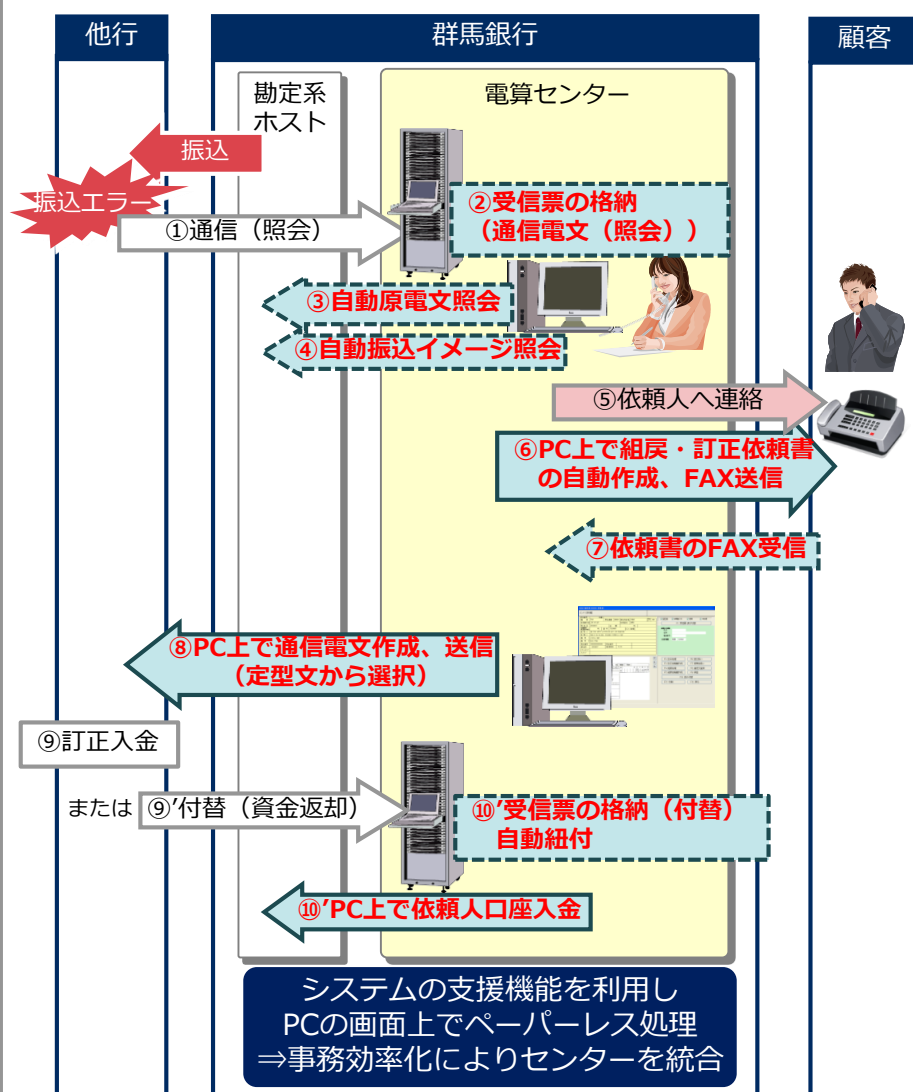 他行
群馬銀行
顧客
勘定系
ホスト
電算センター
振込
振込エラー
①通信（照会）
②受信票の格納
（通信電文（照会））
③自動原電文照会
④自動振込イメージ照会
⑤依頼人へ連絡
⑥PC上で組戻・訂正依頼書
の自動作成、FAX送信
⑦依頼書のFAX受信
⑧PC上で通信電文作成、送信
（定型文から選択）
⑨訂正入金
または
⑨’付替（資金返却）
⑩’受信票の格納（付替）
自動紐付
⑩’PC上で依頼人口座入金
システムの支援機能を利用し
PCの画面上でペーパーレス処理
⇒事務効率化によりセンターを統合